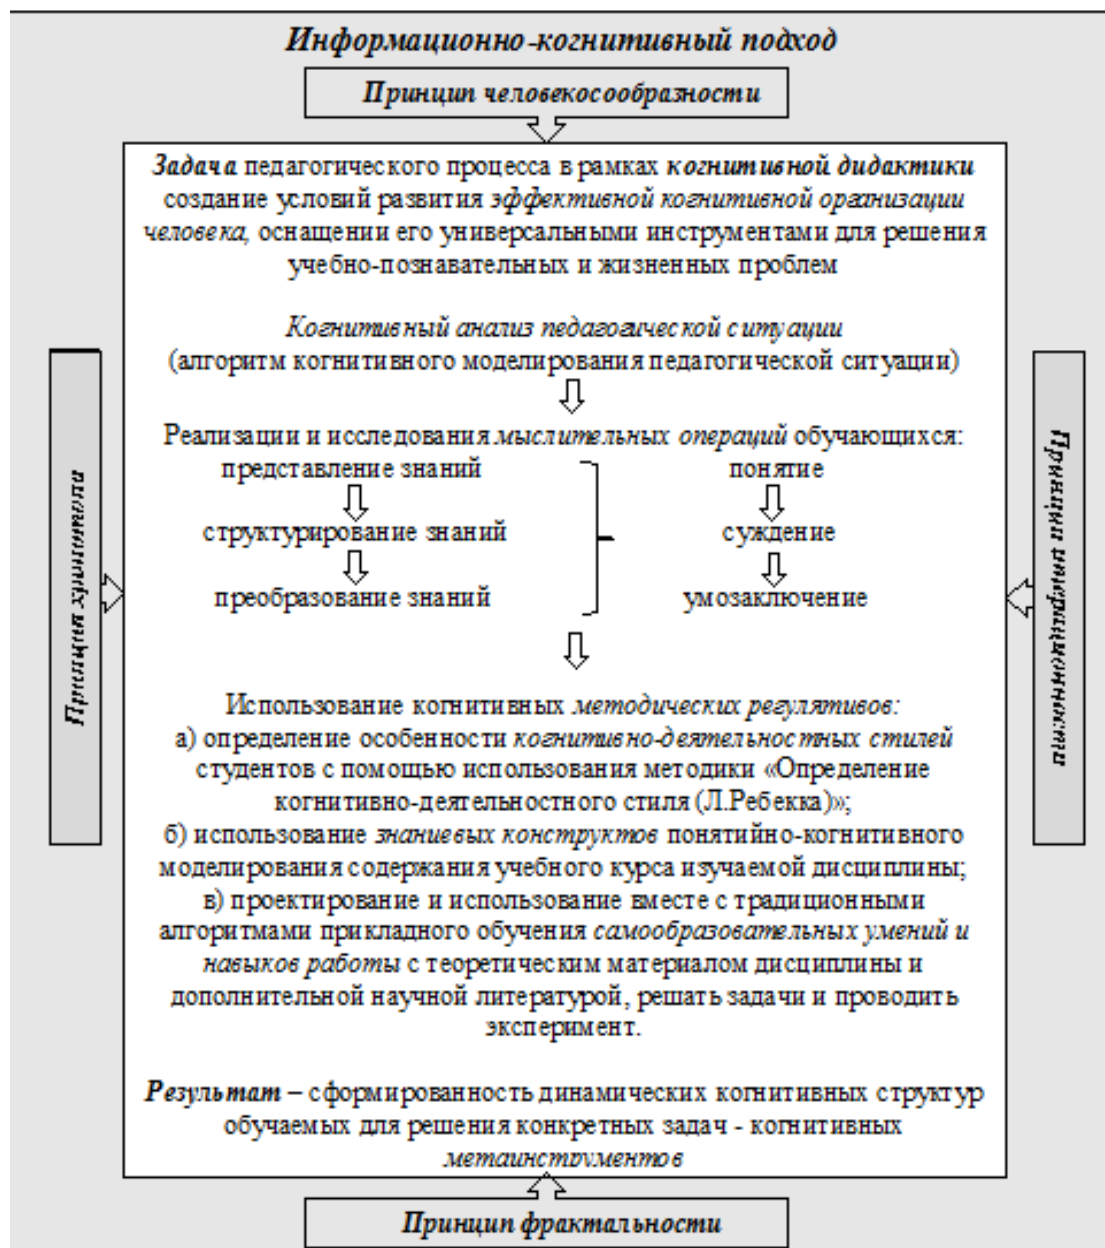 Информационно-когнитивный подход
Принцип человекосообразности
Задача педагогического процесса в рамках когнитивной дидактики
создание условий развития эффективной когнитивной организации
человека, оснащении его универсальными инструментами для решения
учебно-познавательных и жизненных проблем
Когнитивный анализ педагогической ситуации
(алгоритм когнитивного моделирования педагогической ситуации)
Реализации и исследования мыслительных операций обучающихся:
представление знаний
структурирование знаний
преобразование знаний
понятие
суждение
умозаключение
Использование когнитивных методических регулятивов:
а) определение особенности когнитивно-деятельностных стилей
студентов с помощью использования методики «Определение
когнитивно-деятельностного стиля (Л.Ребекка)»;
б) использование знаниевых конструктов понятийно-когнитивного
моделирования содержания учебного курса изучаемой дисциплины;
в) проектирование и использование вместе с традиционными
алгоритмами прикладного обучения самообразовательных умений и
навыков работы с теоретическим материалом дисциплины и
дополнительной научной литературой, решать задачи и проводить
эксперимент.
Результат – сформированность динамических когнитивных структур
обучаемых для решения конкретных задач - когнитивных
метаинструментов
Принцип
Принцип
Принцип фрактальности